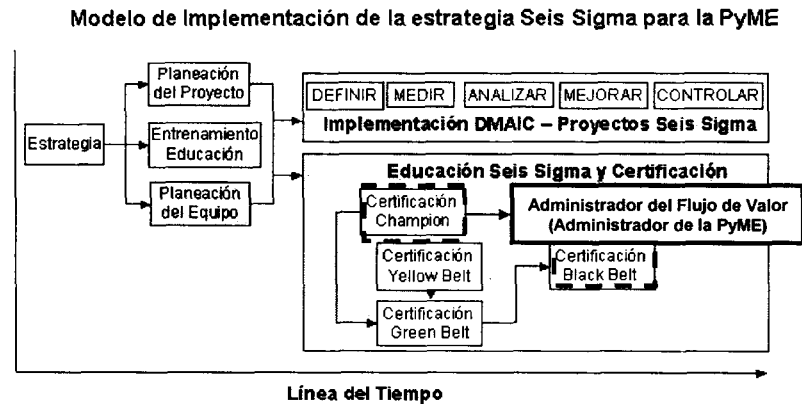 Modelo de Implementación de la estrategia Seis Sigma para la PyME
Estrategia
Planeación
del Proyecto
Entrenamiento
Educación
Planeación
del Equipo
DEFINIR MEDIR ANALIZAR MEJORAR CONTROLAR
Implementación DMAIC – Proyectos Seis Sigma
Educación Seis Sigma y Certificación
Certificación
Champion
Administrador del Flujo de Valor
(Administrador de la PyME)
Certificación
Yellow Belt
Certificación
Black Belt
Certificación
Green Belt
Línea del Tiempo